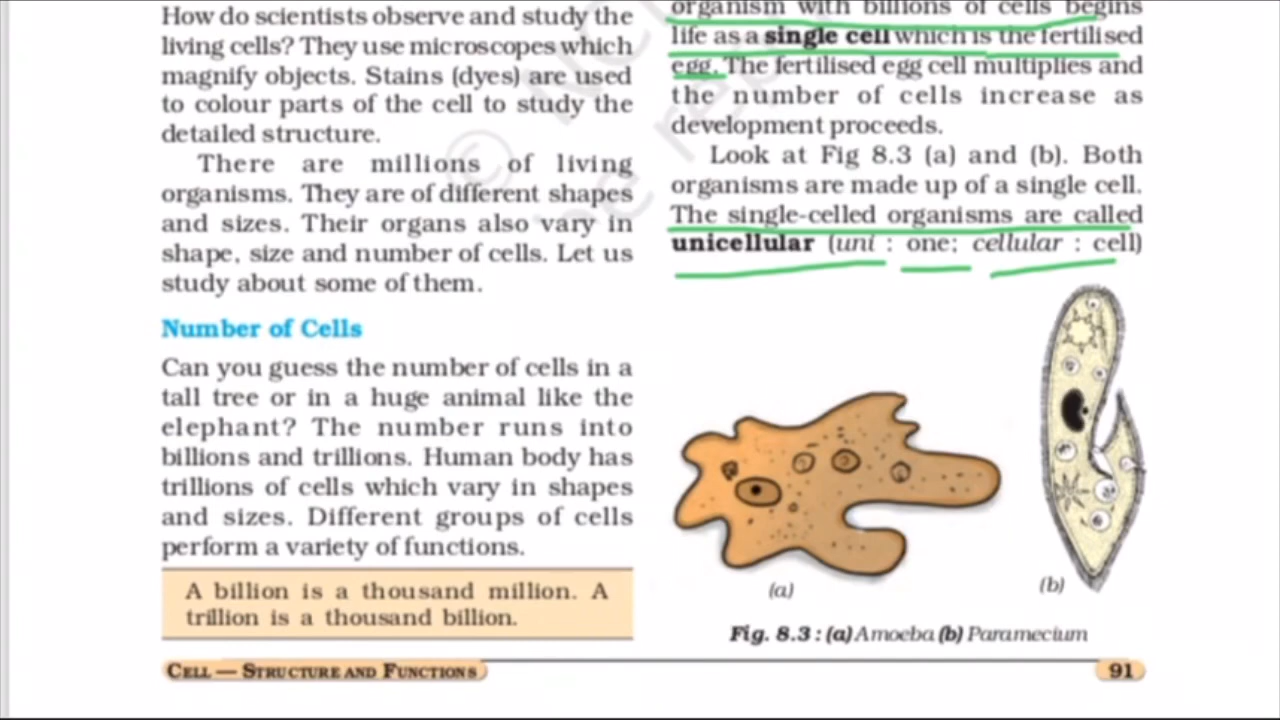 How do scientists observe and study the
living cells? They use microscopes which
magnify objects. Stains (dyes) are used
to colour parts of the cell to study the
detailed structure.
There are millions of living
organisms. They are of different shapes
and sizes. Their organs also vary in
shape, size and number of cells. Let us
study about some of them.
Number of Cells
Can you guess the number of cells in a
tall tree or in a huge animal like the
elephant? The number runs into
billions and trillions. Human body has
trillions of cells which vary in shapes
and sizes. Different groups of cells
perform a variety of functions.
A billion is a thousand million. A
trillion is a thousand billion.
organism with billions of cells begins
life as a single cell which is the fertilised
egg. The fertilised egg cell multiplies and
the number of cells increase as
development proceeds.
Look at Fig 8.3 (a) and (b). Both
organisms are made up of a single cell.
The single-celled organisms are called
unicellular (uni : one; cellular : cell)
(a)
(b)
Fig. 8.3 : (a) Amoeba (b) Paramecium
CELL — STRUCTURE AND FUNCTIONS
91